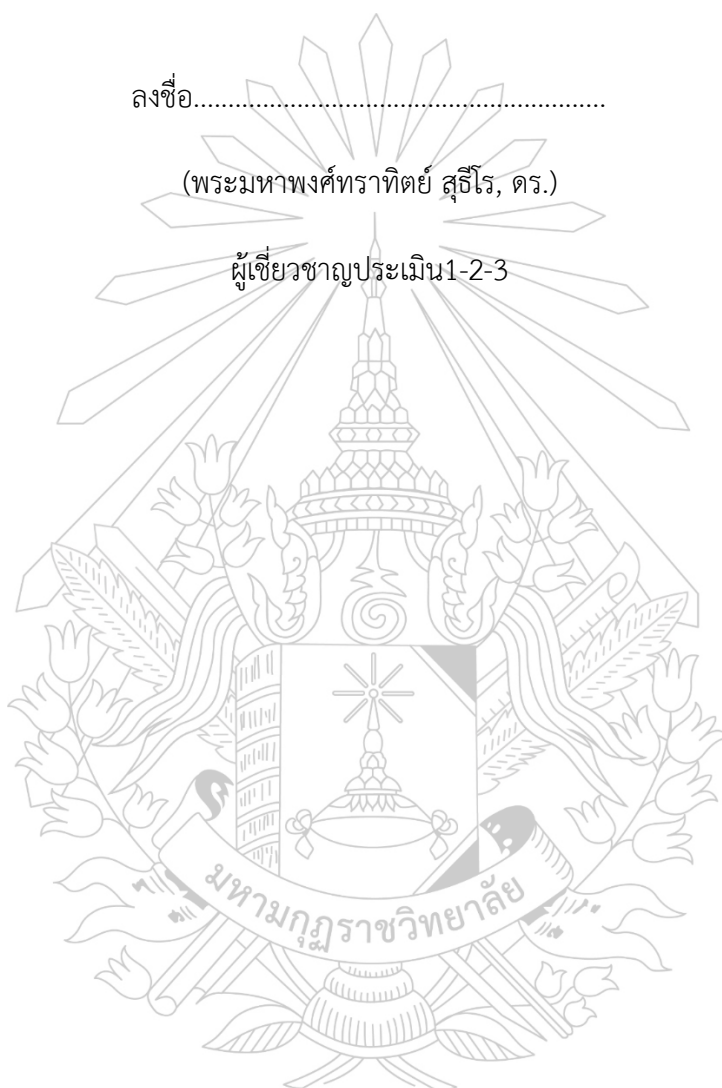 ลงชื่อ............................................................
(พระมหาพงศ์ทราทิตย์ สุธีโร, ดร.)
ผู้เชี่ยวชาญประเมิน1-2-3
มหามกุฏราชวิทยาลัย